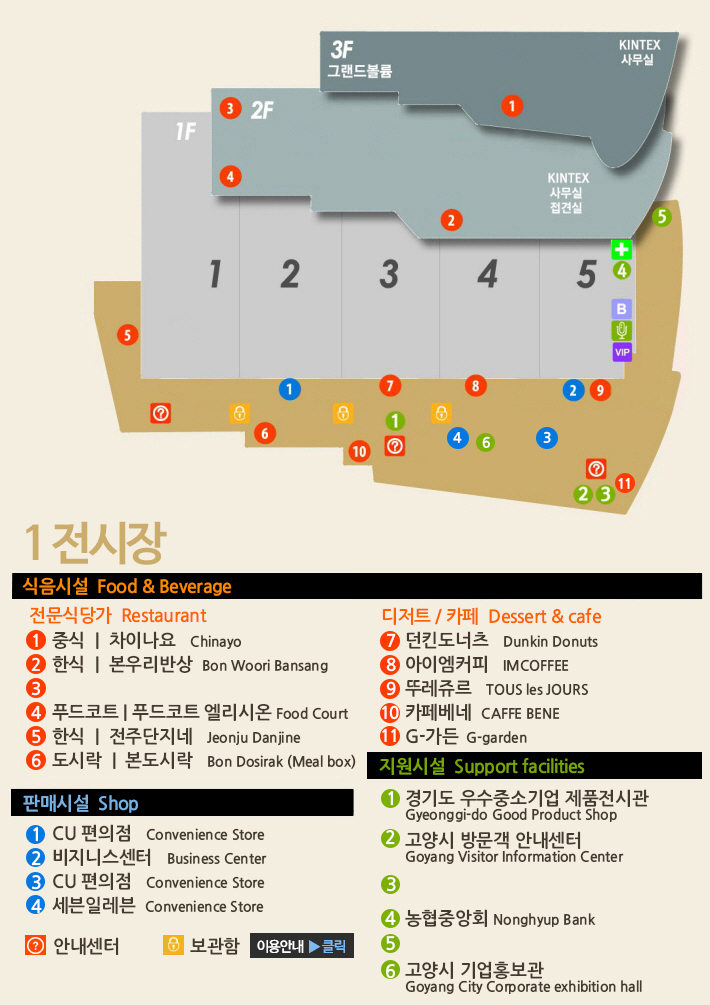 3F
그랜드볼륨
KINTEX
사무실
1
3
2F
1F
4
KINTEX
사무실
접견실
2
5
4
1
2
3
4
5
B
VIP
5
1
7
8
2
9
1
6
4
6
3
10
11
2
3
1 전시장
식음시설 Food & Beverage
전문식당가 Restaurant
1 중식 | 차이나요 Chinayo
2 한식 | 본우리반상 Bon Woori Bansang
3
4 푸드코트 | 푸드코트 엘리시온 Food Court
5 한식 | 전주단지네 Jeonju Danjine
6 도시락 | 본도시락 Bon Dosirak (Meal box)
디저트 / 카페 Dessert & cafe
7 던킨도너츠 Dunkin Donuts
8 아이엠커피 IMCOFFEE
9 뚜레쥬르 TOUS les JOURS
10 카페베네 CAFFE BENE
11 G-가든 G-garden
판매시설 Shop
1 CU 편의점 Convenience Store
2 비지니스센터 Business Center
3 CU 편의점 Convenience Store
4 세븐일레븐 Convenience Store
? 안내센터
보관함
이용안내 ▶클릭
지원시설 Support facilities
1 경기도 우수중소기업 제품전시관
Gyeonggi-do Good Product Shop
2 고양시 방문객 안내센터
Goyang Visitor Information Center
3
4 농협중앙회 Nonghyup Bank
5
6 고양시 기업홍보관
Goyang City Corporate exhibition hall